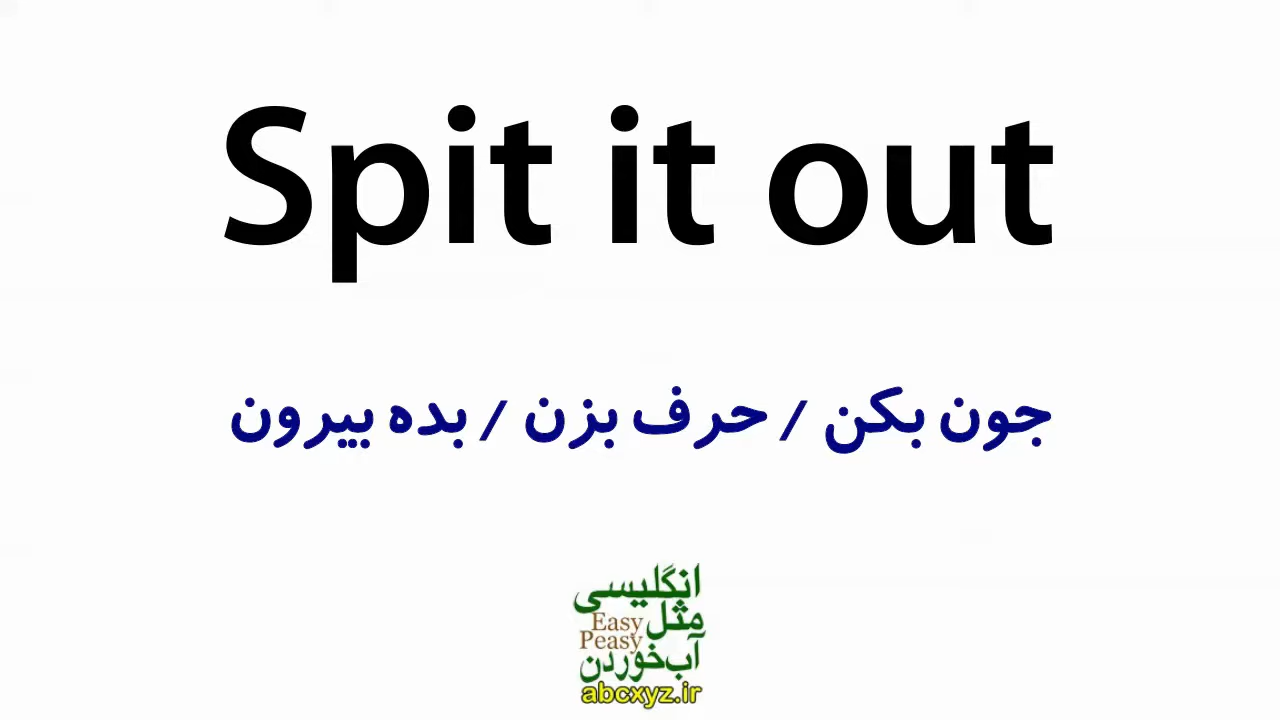 Spit it out
جون بکن / حرف بزن / بده بیرون
انگلیسی
مثل
Easy
Peasy
آب‌خوردن
abcxyz.ir